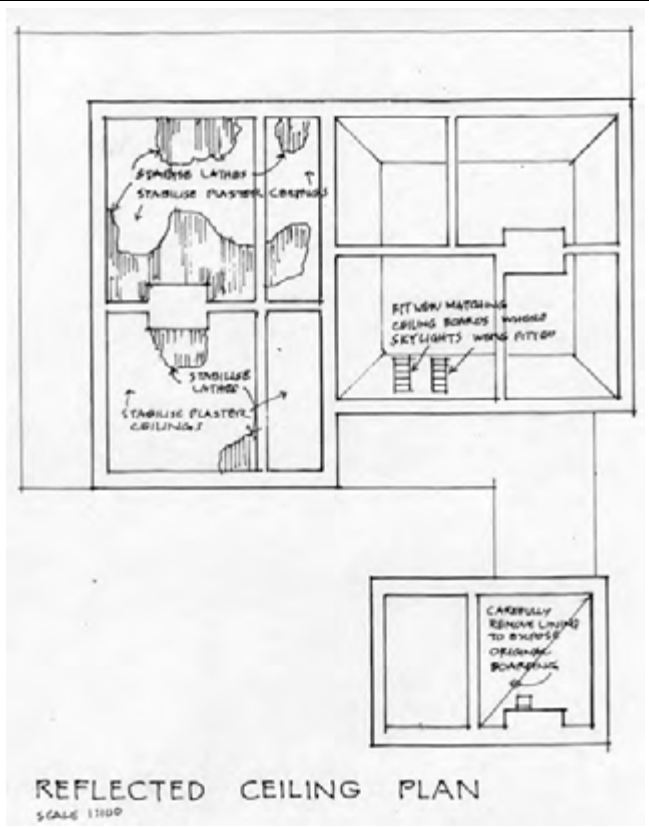 STABILISE LATHES
STABILISE PLASTER CEILINGS
FIT NEW MATCHING
CEILING BOARDS WHERE
SKYLIGHTS WERE FITTED
STABILISE
LATHES
STABILISE PLASTER
CEILINGS
CAREFULLY
REMOVE LINING
TO EXPOSE
ORIGINAL
BOARDING
REFLECTED CEILING PLAN
SCALE 1:100